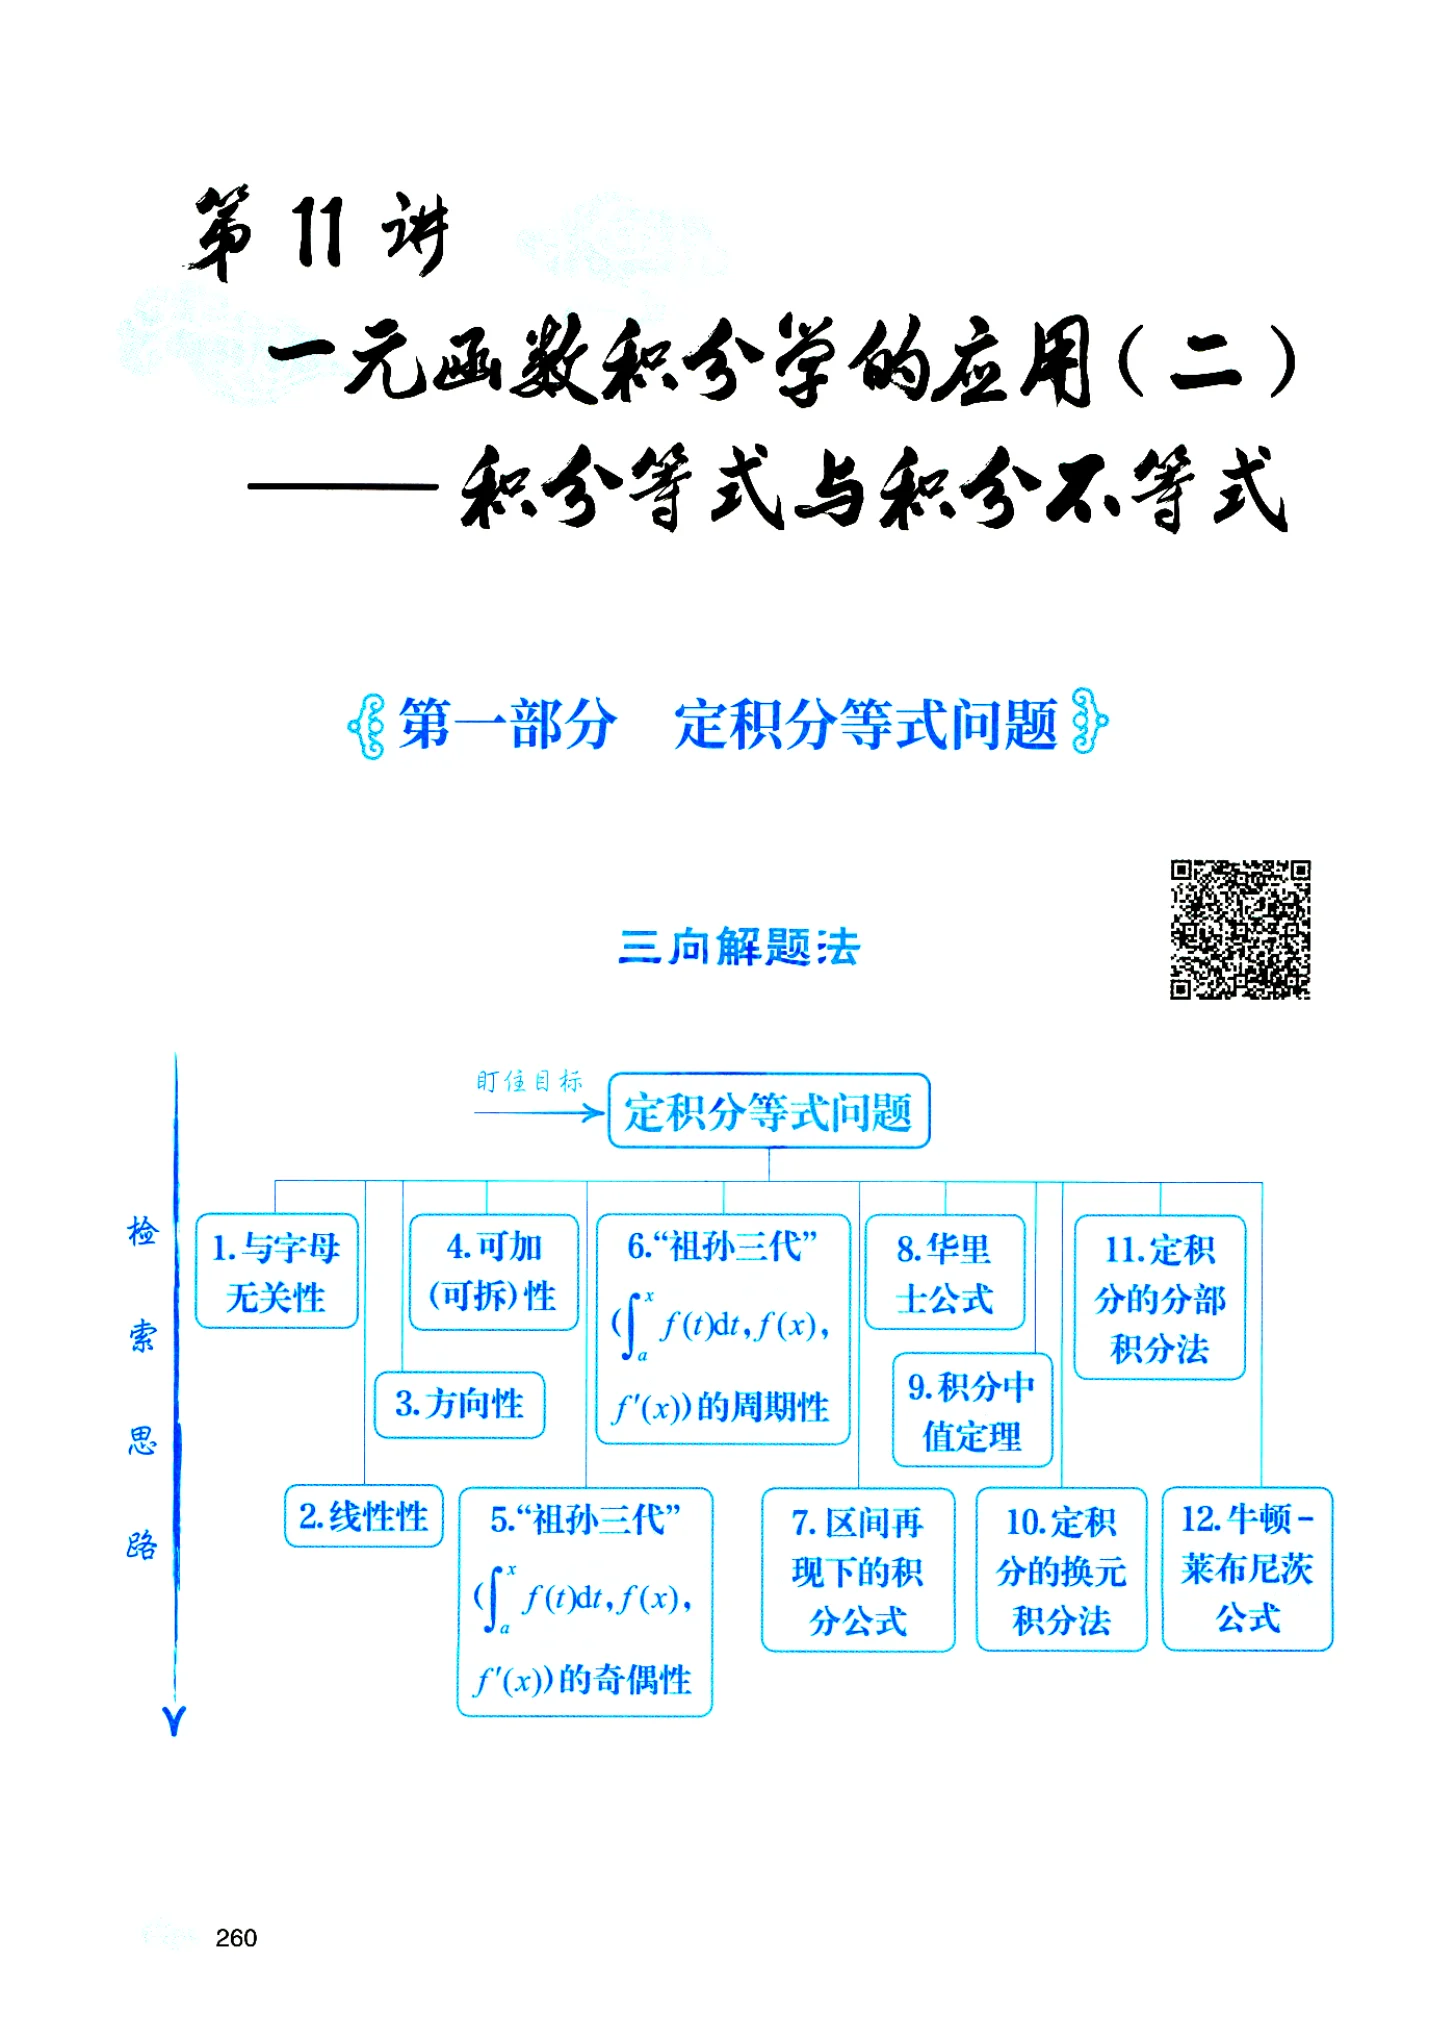 第 11 讲
一元函数积分学的应用(二)
——积分等式与积分不等式
第一部分 定积分等式问题
三向解题法
盯住目标
定积分等式问题
检
索
思
路
1.与字母
无关性
2.线性性
3.方向性
4.可加
(可拆)性
5.“祖孙三代”
(∫ₐˣ f(t)dt,f(x),
f′(x))的奇偶性
6.“祖孙三代”
(∫ₐˣ f(t)dt,f(x),
f′(x))的周期性
7.区间再
现下的积
分公式
8.华里
士公式
9.积分中
值定理
10.定积
分的换元
积分法
11.定积
分的分部
积分法
12.牛顿-
莱布尼茨
公式
260